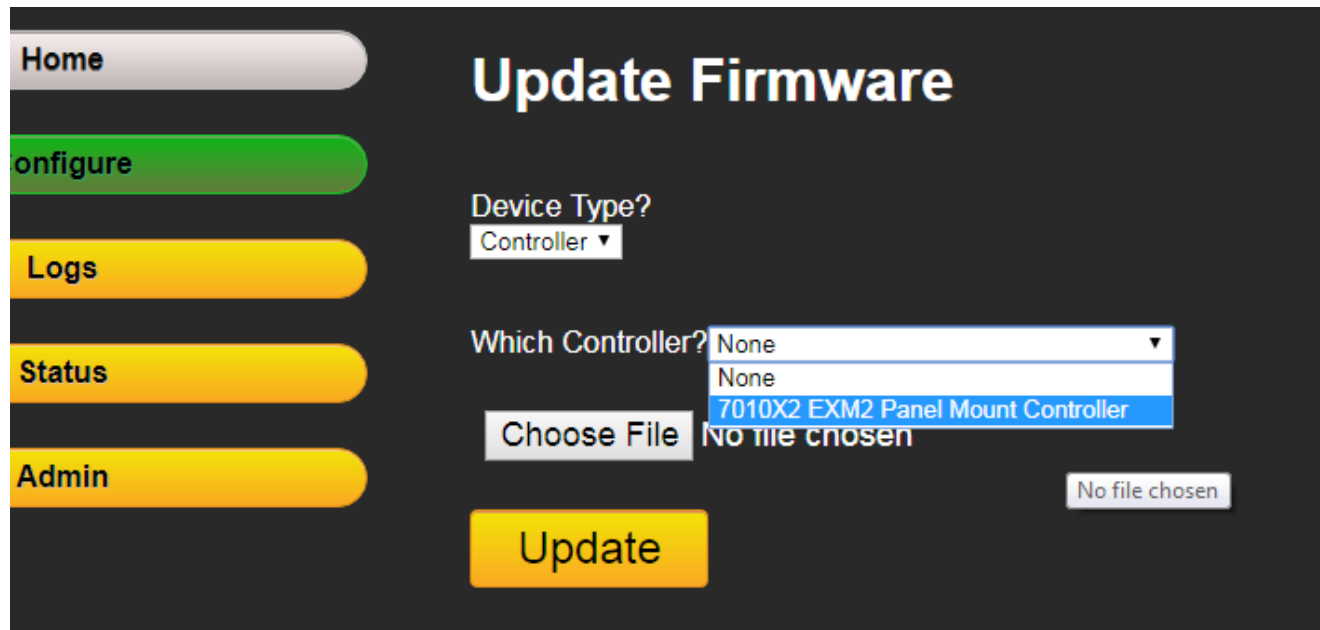 Home
onfigure
Logs
Status
Admin
Update Firmware
Device Type?
Controller
Which Controller? None
None
7010X2 EXM2 Panel Mount Controller
Choose File No file chosen
No file chosen
Update